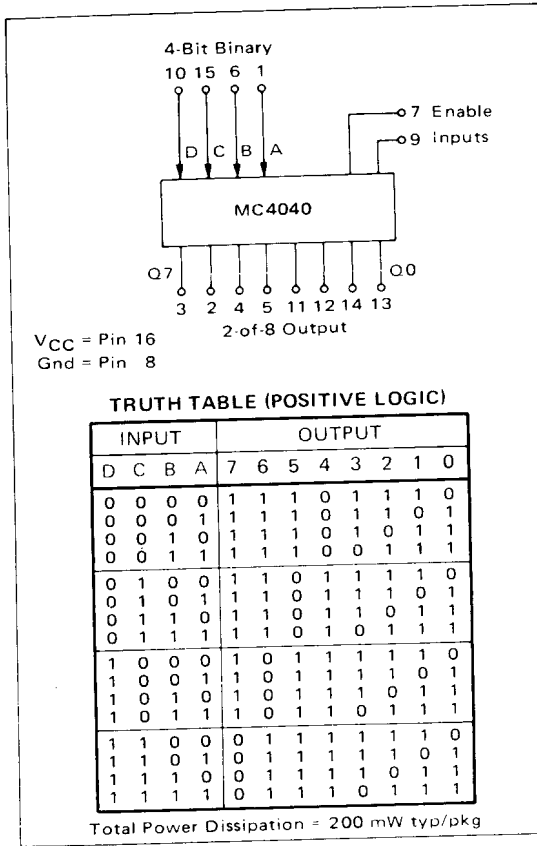 4-Bit Binary
10 15 6 1
7 Enable
9 Inputs
D C B A
MC4040
Q7 Q0
3 2 4 5 11 12 14 13
2-of-8 Output
VCC = Pin 16
Gnd = Pin 8
TRUTH TABLE (POSITIVE LOGIC)
INPUT OUTPUT
D C B A 7 6 5 4 3 2 1 0
0 0 0 0 1 1 1 0 1 1 1 0
0 0 0 1 1 1 1 0 1 1 0 1
0 0 1 0 1 1 1 0 1 0 1 1
0 0 1 1 1 1 1 0 0 1 1 1
0 1 0 0 1 1 0 1 1 1 1 0
0 1 0 1 1 1 0 1 1 1 0 1
0 1 1 0 1 1 0 1 1 0 1 1
0 1 1 1 1 1 0 1 0 1 1 1
1 0 0 0 1 0 1 1 1 1 1 0
1 0 0 1 1 0 1 1 1 1 0 1
1 0 1 0 1 0 1 1 1 0 1 1
1 0 1 1 1 0 1 1 0 1 1 1
1 1 0 0 0 1 1 1 1 1 1 0
1 1 0 1 0 1 1 1 1 1 0 1
1 1 1 0 0 1 1 1 1 0 1 1
1 1 1 1 0 1 1 1 0 1 1 1
Total Power Dissipation = 200 mW typ/pkg